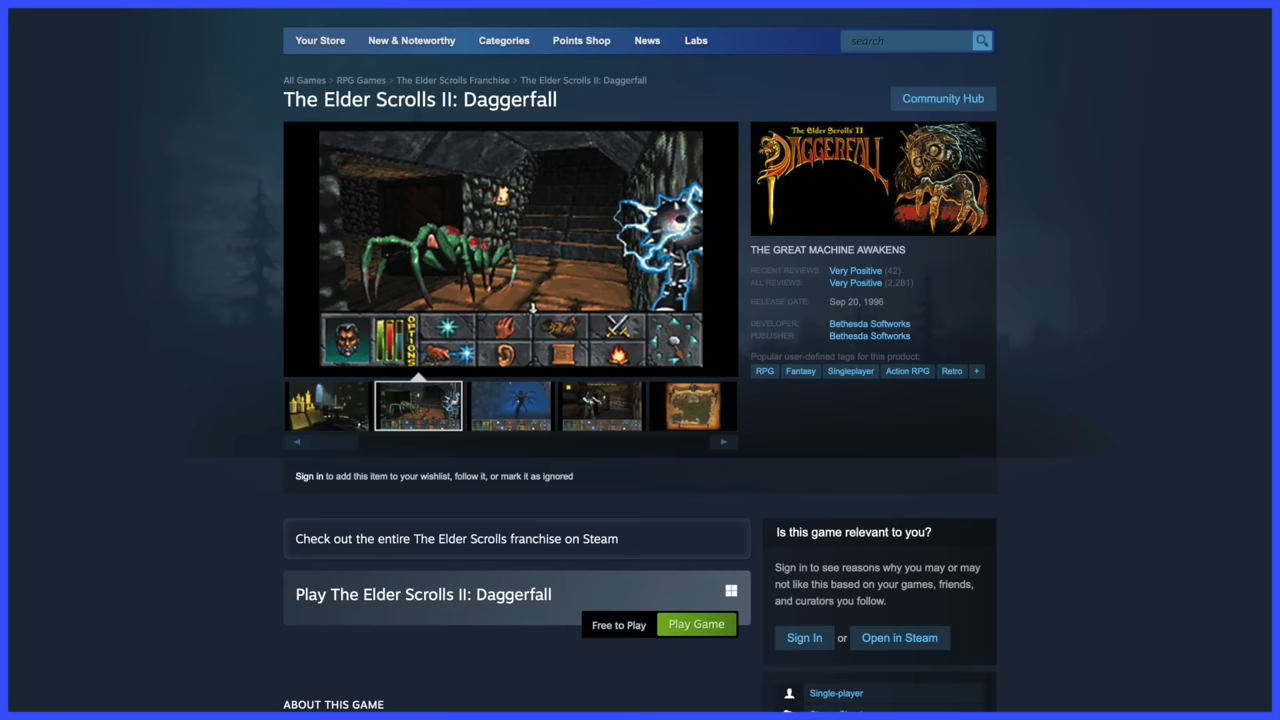 Your Store New & Noteworthy Categories Points Shop News Labs search
All Games > RPG Games > The Elder Scrolls Franchise > The Elder Scrolls II: Daggerfall
The Elder Scrolls II: Daggerfall
Community Hub
OPTIONS
The Elder Scrolls II
DAGGERFALL
THE GREAT MACHINE AWAKENS
RECENT REVIEWS: Very Positive (42)
ALL REVIEWS: Very Positive (2,281)
RELEASE DATE: Sep 20, 1996
DEVELOPER: Bethesda Softworks
PUBLISHER: Bethesda Softworks
Popular user-defined tags for this product:
RPG Fantasy Singleplayer Action RPG Retro +
Sign in to add this item to your wishlist, follow it, or mark it as ignored
Check out the entire The Elder Scrolls franchise on Steam
Play The Elder Scrolls II: Daggerfall
Free to Play Play Game
Is this game relevant to you?
Sign in to see reasons why you may or may
not like this based on your games, friends,
and curators you follow.
Sign In or Open in Steam
Single-player
ABOUT THIS GAME